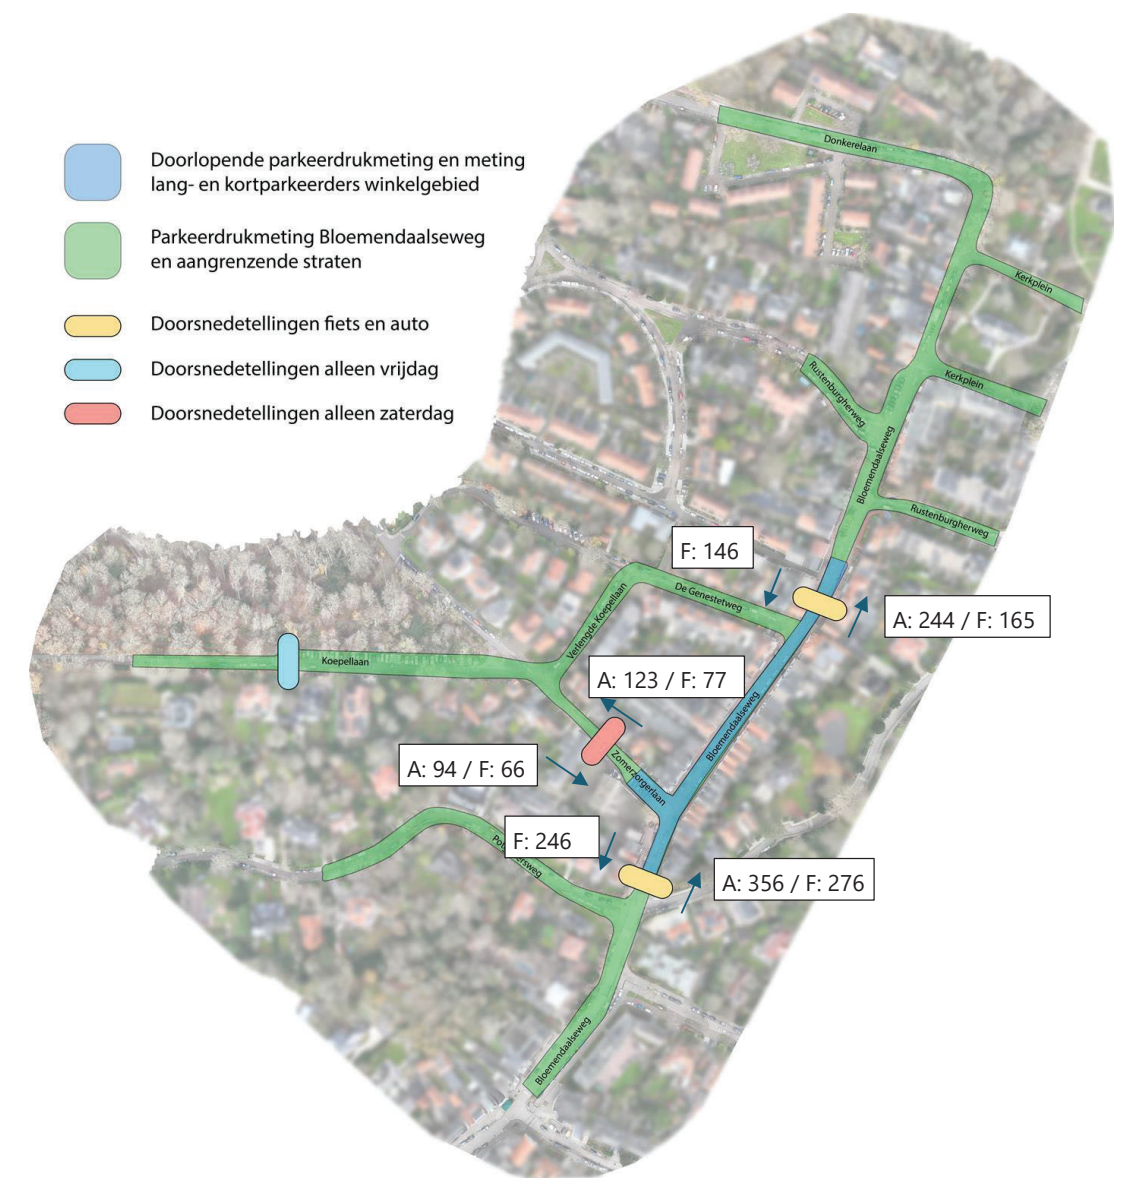 Doorlopende parkeerdrukmeting en meting
lang- en kortparkeerders winkelgebied
Parkeerdrukmeting Bloemendaalseweg
en aangrenzende straten
Doorsnedetellingen fiets en auto
Doorsnedetellingen alleen vrijdag
Doorsnedetellingen alleen zaterdag
Donkerelaan
Kerkplein
Kerkplein
Rustenburgherweg
Bloemendaalseweg
Rustenburgherweg
F: 146
De Genestetweg
Verlengde Koepellaan
A: 244 / F: 165
Koepellaan
A: 123 / F: 77
Bloemendaalseweg
A: 94 / F: 66
Zomerzorgerlaan
F: 246
A: 356 / F: 276
Bloemendaalseweg